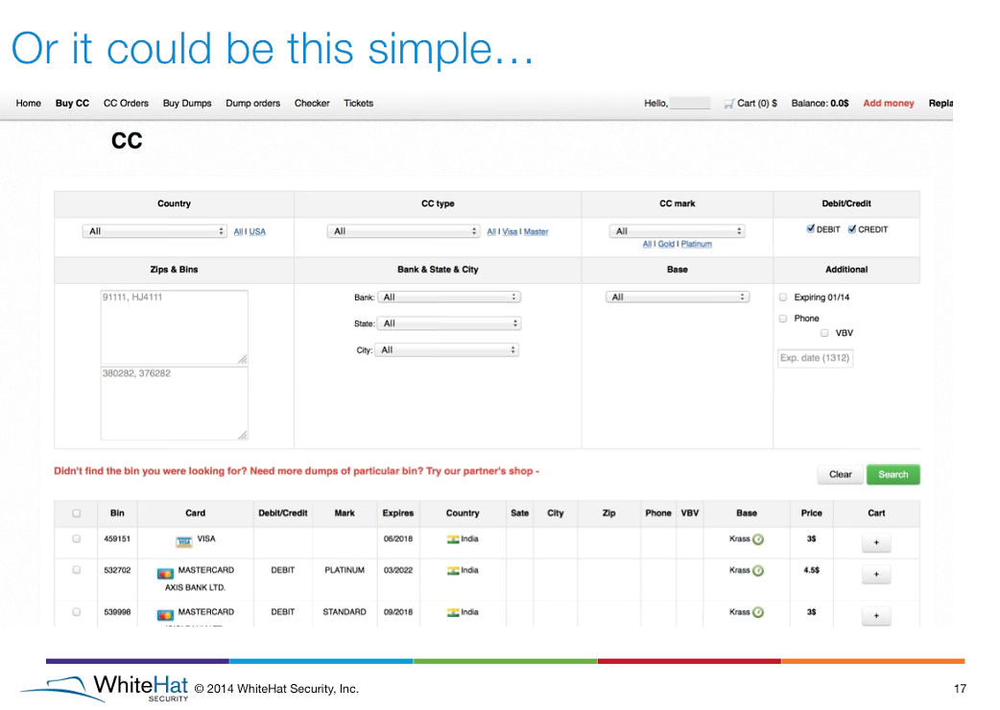 Or it could be this simple…
Home Buy CC CC Orders Buy Dumps Dump orders Checker Tickets Hello, Cart (0) $ Balance: 0.0$ Add money Repla
CC
Country CC type CC mark Debit/Credit
All All | USA All All | Visa | Master All DEBIT CREDIT
All | Gold | Platinum
Zips & Bins Bank & State & City Base Additional
91111, HJ4111 Bank: All All Expiring 01/14
State: All Phone
VBV
City: All Exp. date (1312)
380282, 376282
Didn't find the bin you were looking for? Need more dumps of particular bin? Try our partner's shop -
Clear Search
Bin Card Debit/Credit Mark Expires Country Sate City Zip Phone VBV Base Price Cart
459151 VISA VISA 06/2018 India Krass 3$ +
532702 MASTERCARD DEBIT PLATINUM 03/2022 India Krass 4.5$ +
AXIS BANK LTD.
539998 MASTERCARD DEBIT STANDARD 09/2018 India Krass 3$ +
WhiteHat SECURITY © 2014 WhiteHat Security, Inc. 17